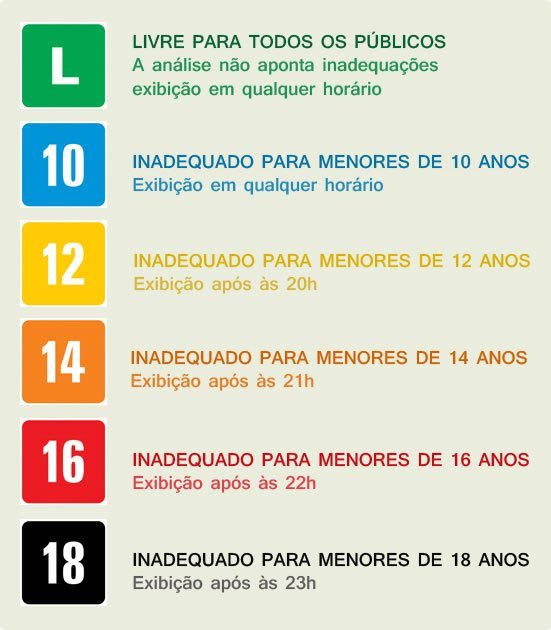 L
LIVRE PARA TODOS OS PÚBLICOS
A análise não aponta inadequações
exibição em qualquer horário
10
INADEQUADO PARA MENORES DE 10 ANOS
Exibição em qualquer horário
12
INADEQUADO PARA MENORES DE 12 ANOS
Exibição após às 20h
14
INADEQUADO PARA MENORES DE 14 ANOS
Exibição após às 21h
16
INADEQUADO PARA MENORES DE 16 ANOS
Exibição após às 22h
18
INADEQUADO PARA MENORES DE 18 ANOS
Exibição após às 23h